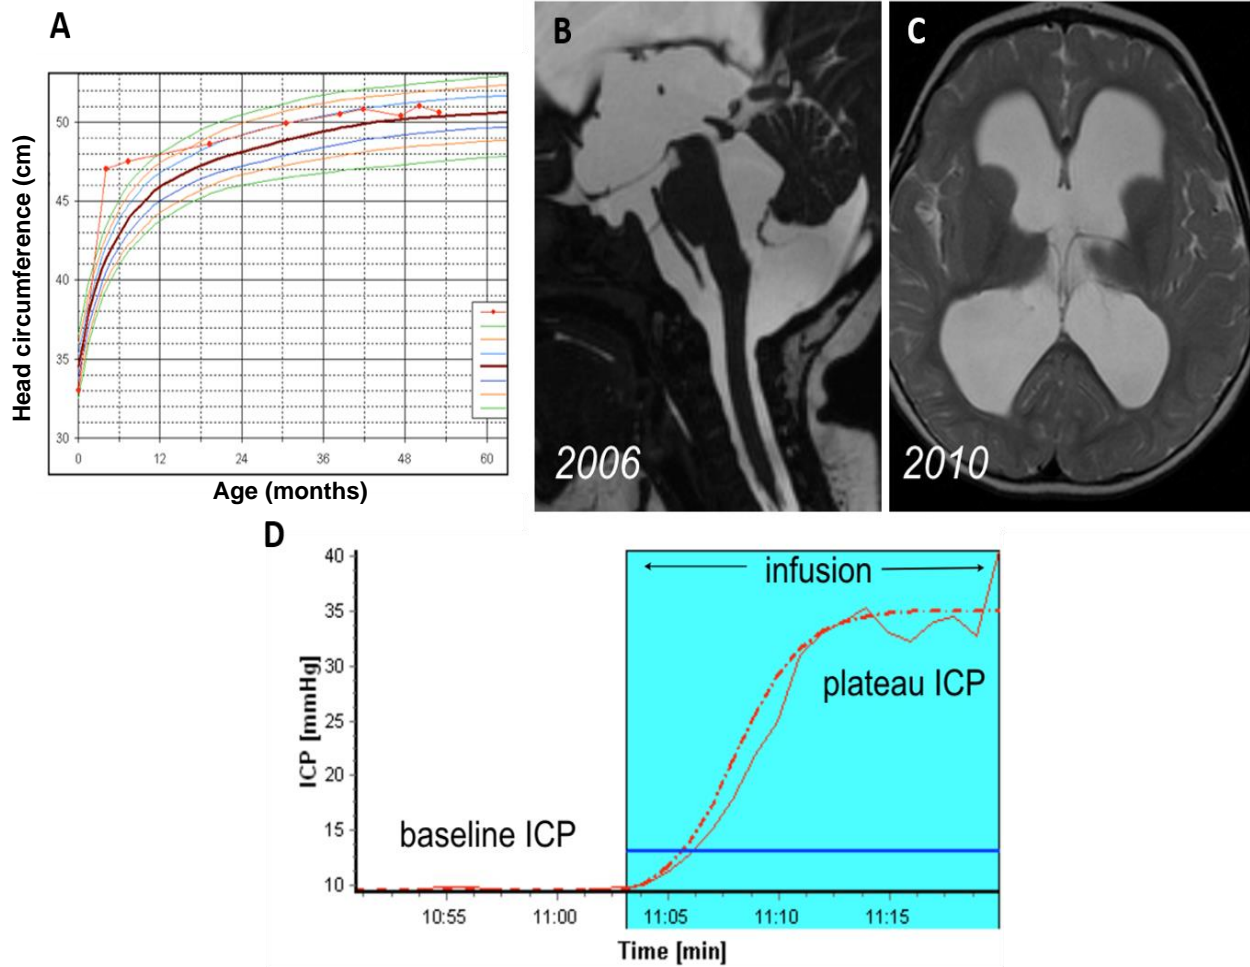 A
Head circumference (cm)
50
45
40
35
30
0 12 24 36 48 60
Age (months)
B
2006
C
2010
D
ICP [mmHg]
40
35
30
25
20
15
10
infusion
plateau ICP
baseline ICP
10:55 11:00 11:05 11:10 11:15
Time [min]